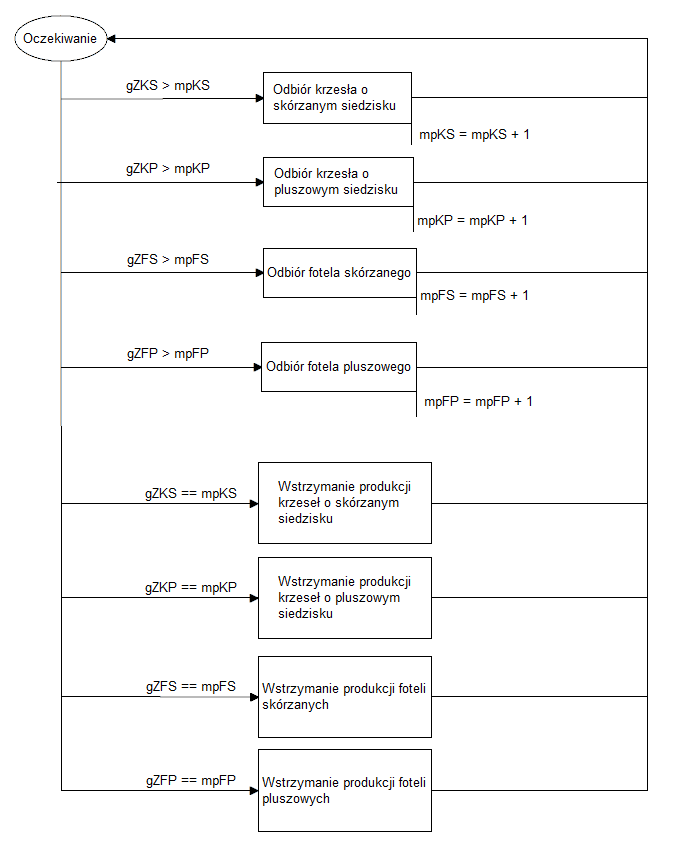 Oczekiwanie
gZKS > mpKS
Odbiór krzesła o
skórzanym siedzisku
mpKS = mpKS + 1
gZKP > mpKP
Odbiór krzesła o
pluszowym siedzisku
mpKP = mpKP + 1
gZFS > mpFS
Odbiór fotela skórzanego
mpFS = mpFS + 1
gZFP > mpFP
Odbiór fotela pluszowego
mpFP = mpFP + 1
gZKS == mpKS
Wstrzymanie produkcji
krzeseł o skórzanym
siedzisku
gZKP == mpKP
Wstrzymanie produkcji
krzeseł o pluszowym
siedzisku
gZFS == mpFS
Wstrzymanie produkcji foteli
skórzanych
gZFP == mpFP
Wstrzymanie produkcji foteli
pluszowych